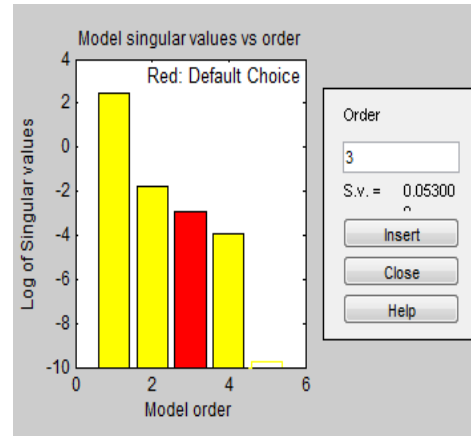 Model singular values vs order
Red: Default Choice
4
2
0
-2
-4
-6
-8
-10
Log of Singular values
0
2
4
6
Model order
Order
3
S.v. = 0.05300
Insert
Close
Help